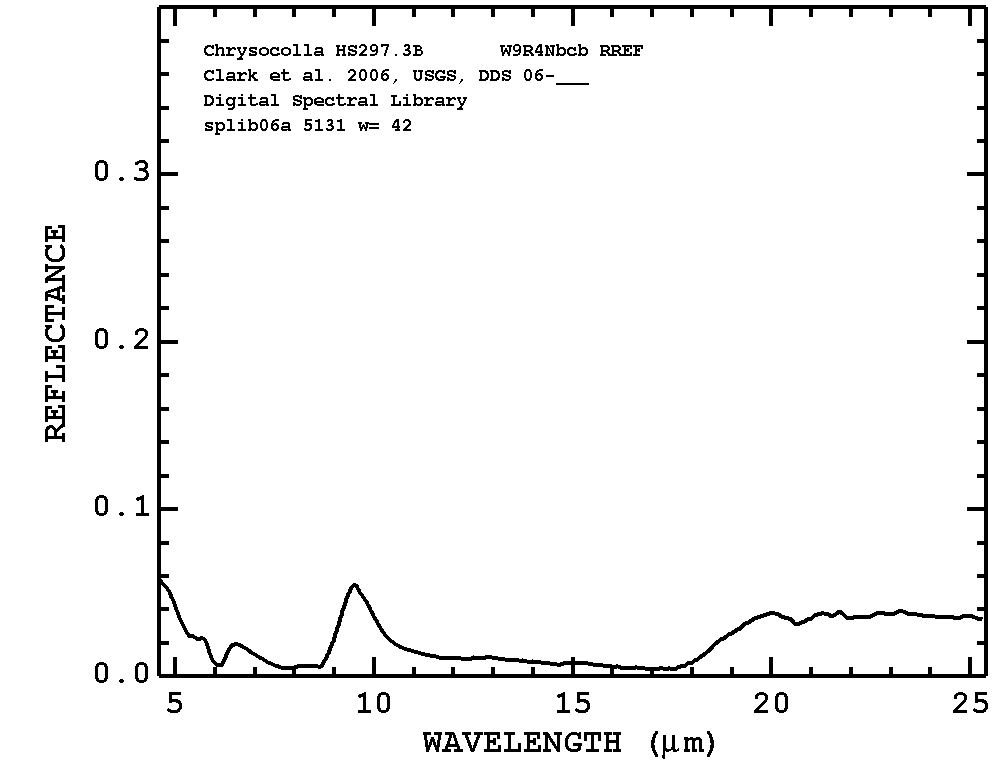 Chrysocolla HS297.3B W9R4Nbcb RREF
Clark et al. 2006, USGS, DDS 06-___
Digital Spectral Library
splib06a 5131 w= 42
0.3
0.2
0.1
0.0
REFLECTANCE
5 10 15 20 25
WAVELENGTH (μm)